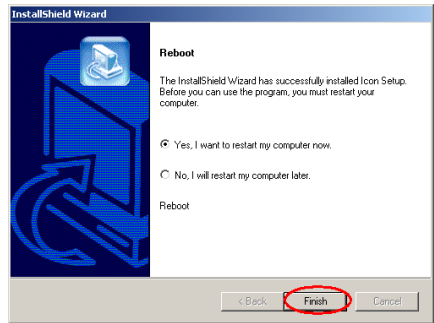 InstallShield Wizard
Reboot
The InstallShield Wizard has successfully installed Icon Setup.
Before you can use the program, you must restart your
computer.
Yes, I want to restart my computer now.
No, I will restart my computer later.
Reboot
< Back Finish Cancel